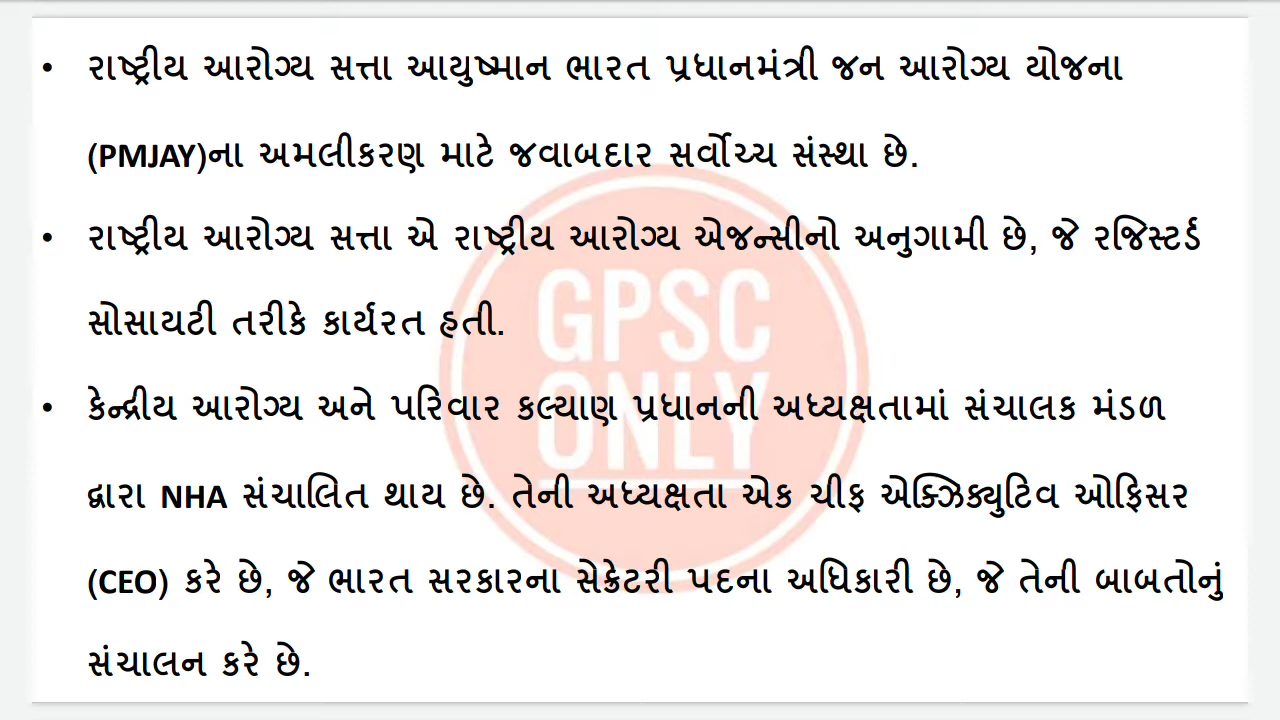 • રાષ્ટ્રીય આરોગ્ય સત્તા આયુષ્માન ભારત પ્રધાનમંત્રી જન આરોગ્ય યોજના
(PMJAY)ના અમલીકરણ માટે જવાબદાર સર્વોચ્ચ સંસ્થા છે.
• રાષ્ટ્રીય આરોગ્ય સત્તા એ રાષ્ટ્રીય આરોગ્ય એજન્સીનો અનુગામી છે, જે રજિસ્ટર્ડ
સોસાયટી તરીકે કાર્યરત હતી.
• કેન્દ્રીય આરોગ્ય અને પરિવાર કલ્યાણ પ્રધાનની અધ્યક્ષતામાં સંચાલક મંડળ
દ્વારા NHA સંચાલિત થાય છે. તેની અધ્યક્ષતા એક ચીફ એક્ઝિક્યુટિવ ઓફિસર
(CEO) કરે છે, જે ભારત સરકારના સેક્રેટરી પદના અધિકારી છે, જે તેની બાબતોનું
સંચાલન કરે છે.
GPSC
ONLY